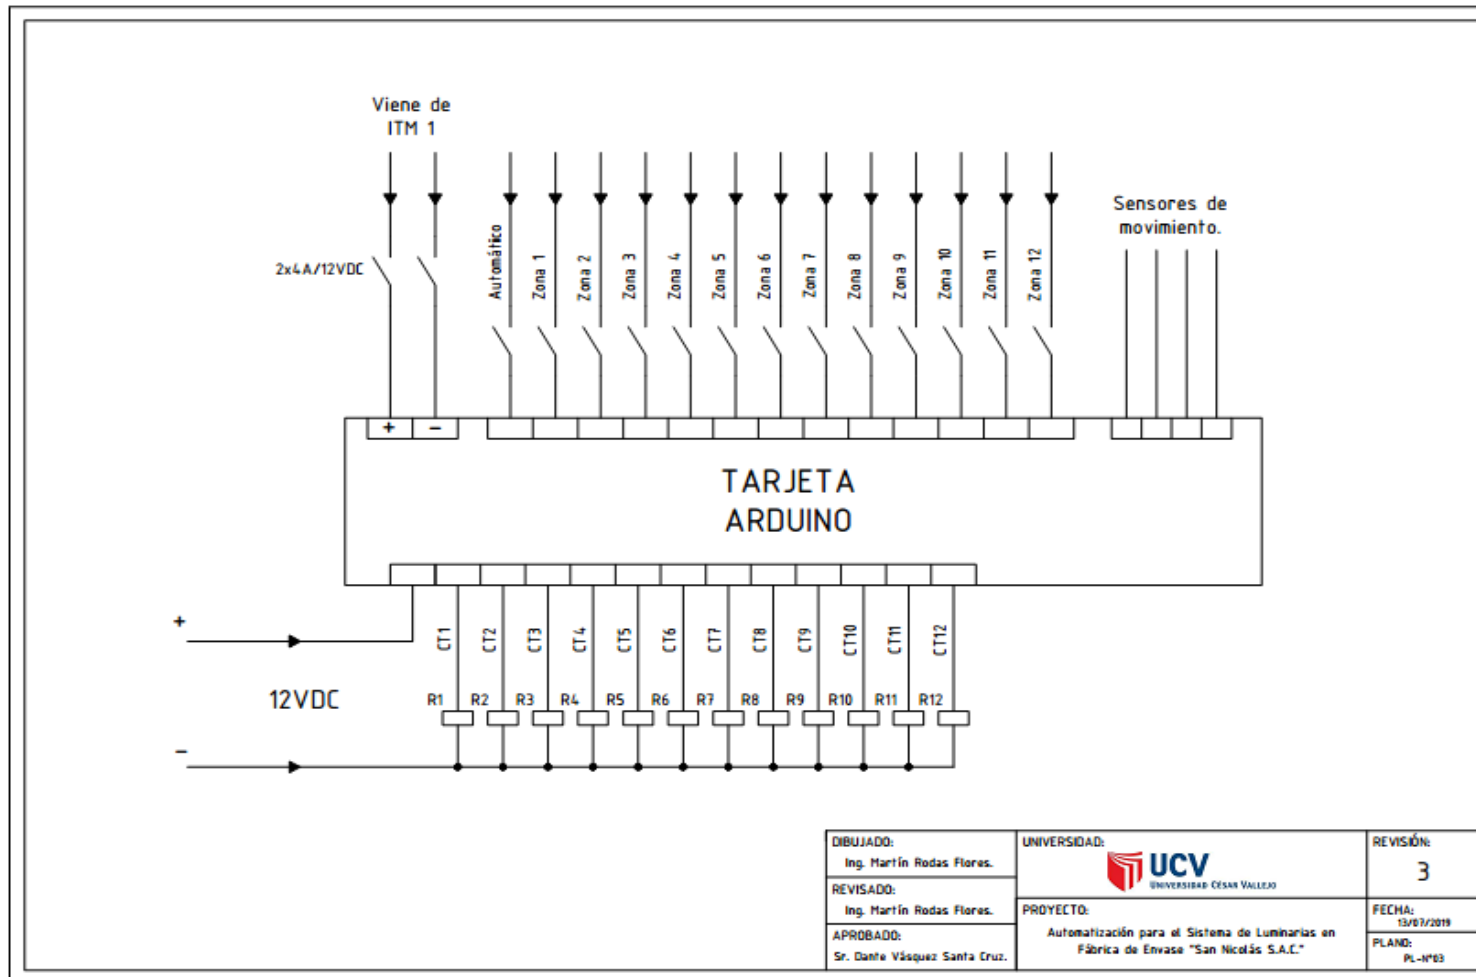 Viene de
ITM 1
2x4A/12VDC
Automático
Zona 1
Zona 2
Zona 3
Zona 4
Zona 5
Zona 6
Zona 7
Zona 8
Zona 9
Zona 10
Zona 11
Zona 12
Sensores de
movimiento.
+
-
TARJETA
ARDUINO
+
12VDC
-
CT1
CT2
CT3
CT4
CT5
CT6
CT7
CT8
CT9
CT10
CT11
CT12
R1
R2
R3
R4
R5
R6
R7
R8
R9
R10
R11
R12
DIBUJADO:
Ing. Martín Rodas Flores.
REVISADO:
Ing. Martín Rodas Flores.
APROBADO:
Sr. Dante Vásquez Santa Cruz.
UNIVERSIDAD:
UCV
UNIVERSIDAD CÉSAR VALLEJO
PROYECTO:
Automatización para el Sistema de Luminarias en
Fábrica de Envase "San Nicolás S.A.C."
REVISIÓN:
3
FECHA:
13/07/2019
PLANO:
PL-N°03